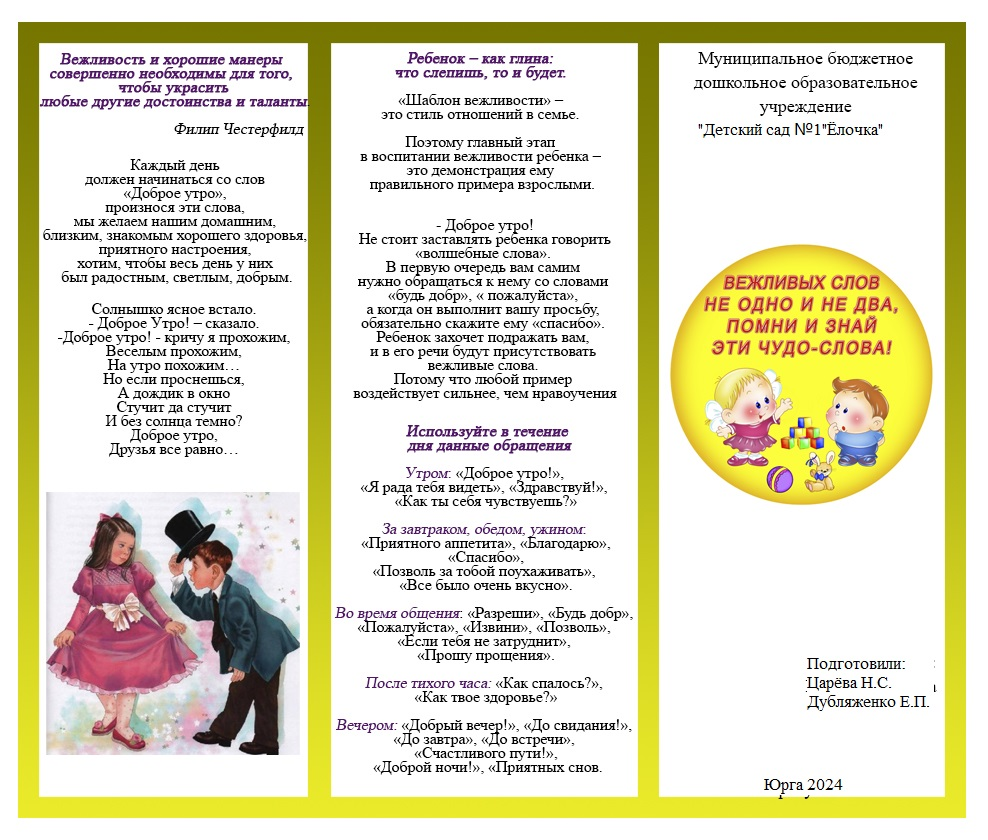 Вежливость и хорошие манеры
совершенно необходимы для того,
чтобы украсить
любые другие достоинства и таланты.
Филип Честерфилд
Каждый день
должен начинаться со слов
«Доброе утро»,
произнося эти слова,
мы желаем нашим домашним,
близким, знакомым хорошего здоровья,
приятного настроения,
хотим, чтобы весь день у них
был радостным, светлым, добрым.
Солнышко ясное встало.
- Доброе Утро! – сказало.
-Доброе утро! - кричу я прохожим,
Веселым прохожим,
На утро похожим…
Но если проснешься,
А дождик в окно
Стучит да стучит
И без солнца темно?
Доброе утро,
Друзья все равно…
Ребенок – как глина:
что слепишь, то и будет.
«Шаблон вежливости» –
это стиль отношений в семье.
Поэтому главный этап
в воспитании вежливости ребенка –
это демонстрация ему
правильного примера взрослыми.
- Доброе утро!
Не стоит заставлять ребенка говорить
«волшебные слова».
В первую очередь вам самим
нужно обращаться к нему со словами
«будь добр», « пожалуйста»,
а когда он выполнит вашу просьбу,
обязательно скажите ему «спасибо».
Ребенок захочет подражать вам,
и в его речи будут присутствовать
вежливые слова.
Потому что любой пример
воздействует сильнее, чем нравоучения
Используйте в течение
дня данные обращения
Утром: «Доброе утро!»,
«Я рада тебя видеть», «Здравствуй!»,
«Как ты себя чувствуешь?»
За завтраком, обедом, ужином:
«Приятного аппетита», «Благодарю»,
«Спасибо»,
«Позволь за тобой поухаживать»,
«Все было очень вкусно».
Во время общения: «Разреши», «Будь добр»,
«Пожалуйста», «Извини», «Позволь»,
«Если тебя не затруднит»,
«Прошу прощения».
После тихого часа: «Как спалось?»,
«Как твое здоровье?»
Вечером: «Добрый вечер!», «До свидания!»,
«До завтра», «До встречи»,
«Счастливого пути!»,
«Доброй ночи!», «Приятных снов.
Муниципальное бюджетное
дошкольное образовательное
учреждение
"Детский сад №1"Ёлочка"
ВЕЖЛИВЫХ СЛОВ
НЕ ОДНО И НЕ ДВА,
ПОМНИ И ЗНАЙ
ЭТИ ЧУДО-СЛОВА!
Подготовили:
Царёва Н.С.
Дубляженко Е.П.
Юрга 2024